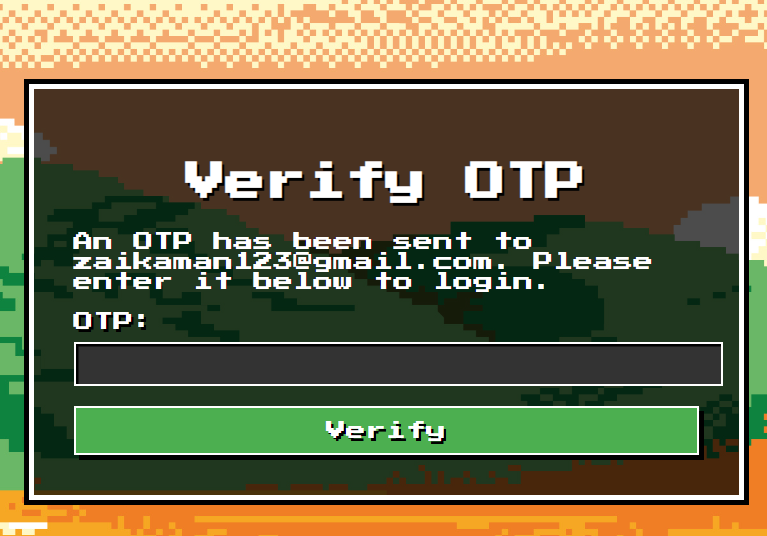 Verify OTP
An OTP has been sent to
zaikaman123@gmail.com. Please
enter it below to login.
OTP:
Verify